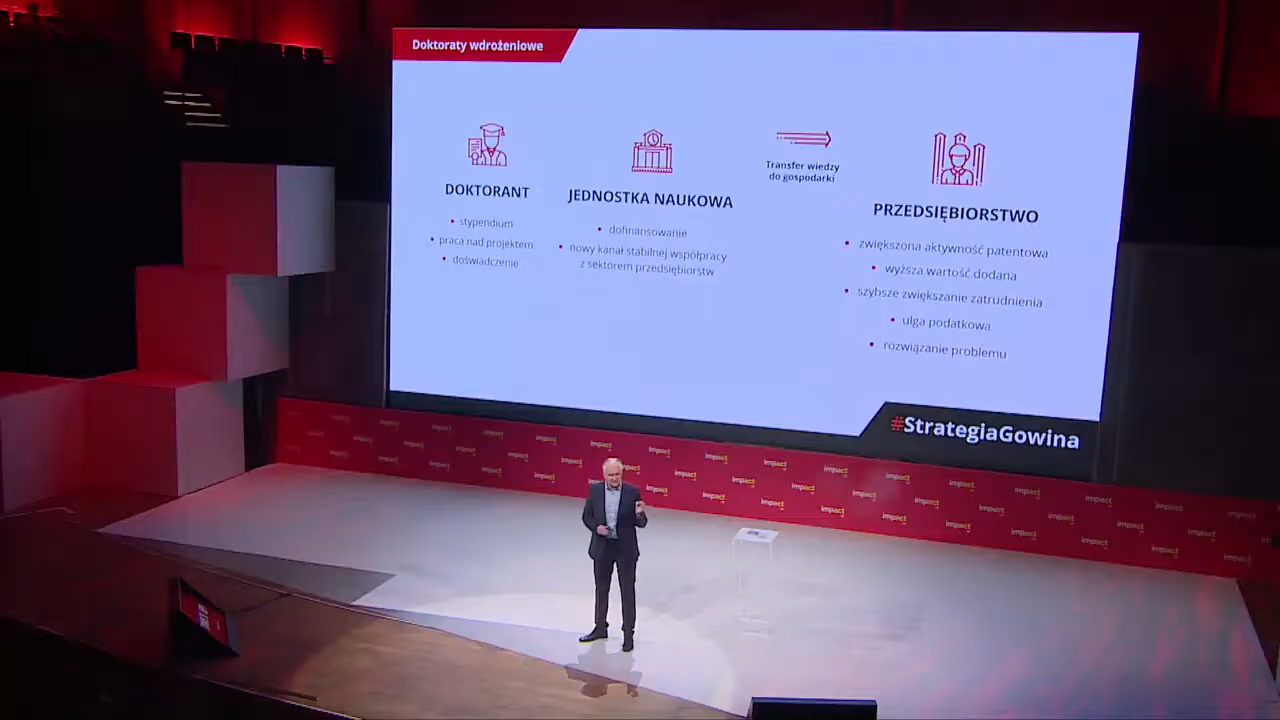 Doktoraty wdrożeniowe
DOKTORANT
• stypendium
• praca nad projektem
• doświadczenie
JEDNOSTKA NAUKOWA
• dofinansowanie
• nowy kanał stabilnej współpracy
z sektorem przedsiębiorstw
Transfer wiedzy
do gospodarki
PRZEDSIĘBIORSTWO
• zwiększona aktywność patentowa
• wyższa wartość dodana
• szybsze zwiększanie zatrudnienia
• ulga podatkowa
• rozwiązanie problemu
#StrategiaGowina
impact